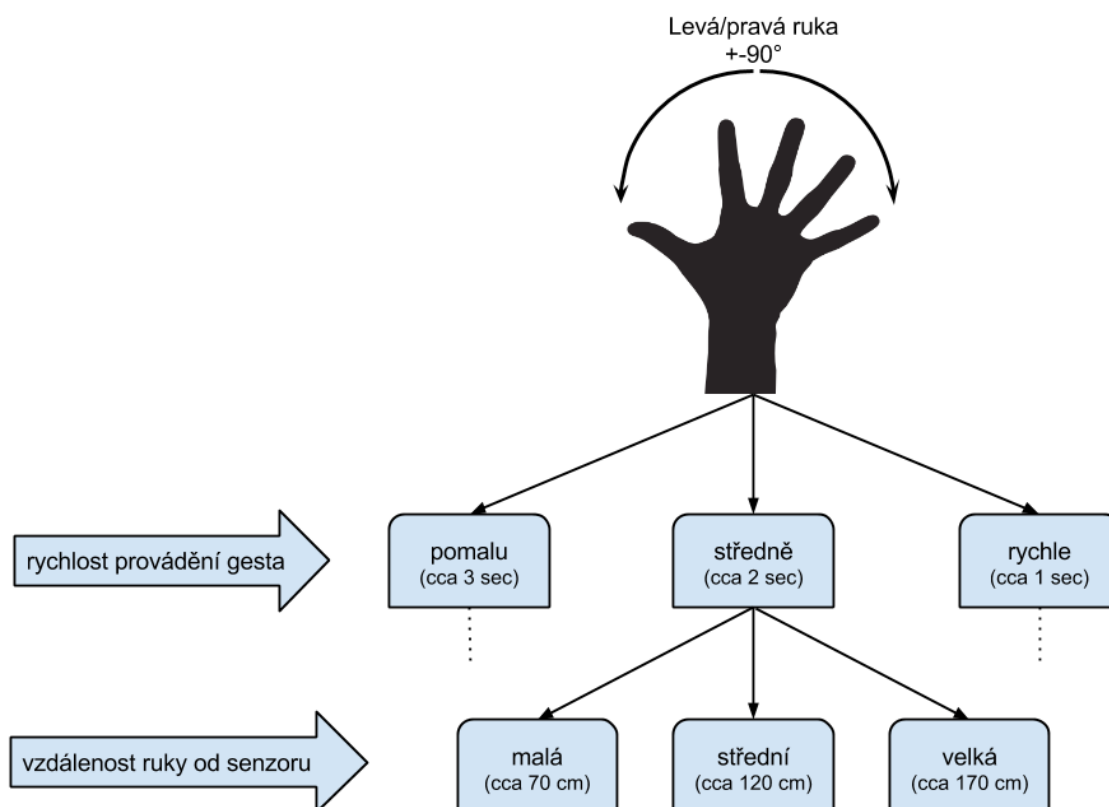 Levá/pravá ruka
+-90°
rychlost provádění gesta
pomalu
(cca 3 sec)
středně
(cca 2 sec)
rychle
(cca 1 sec)
vzdálenost ruky od senzoru
malá
(cca 70 cm)
střední
(cca 120 cm)
velká
(cca 170 cm)